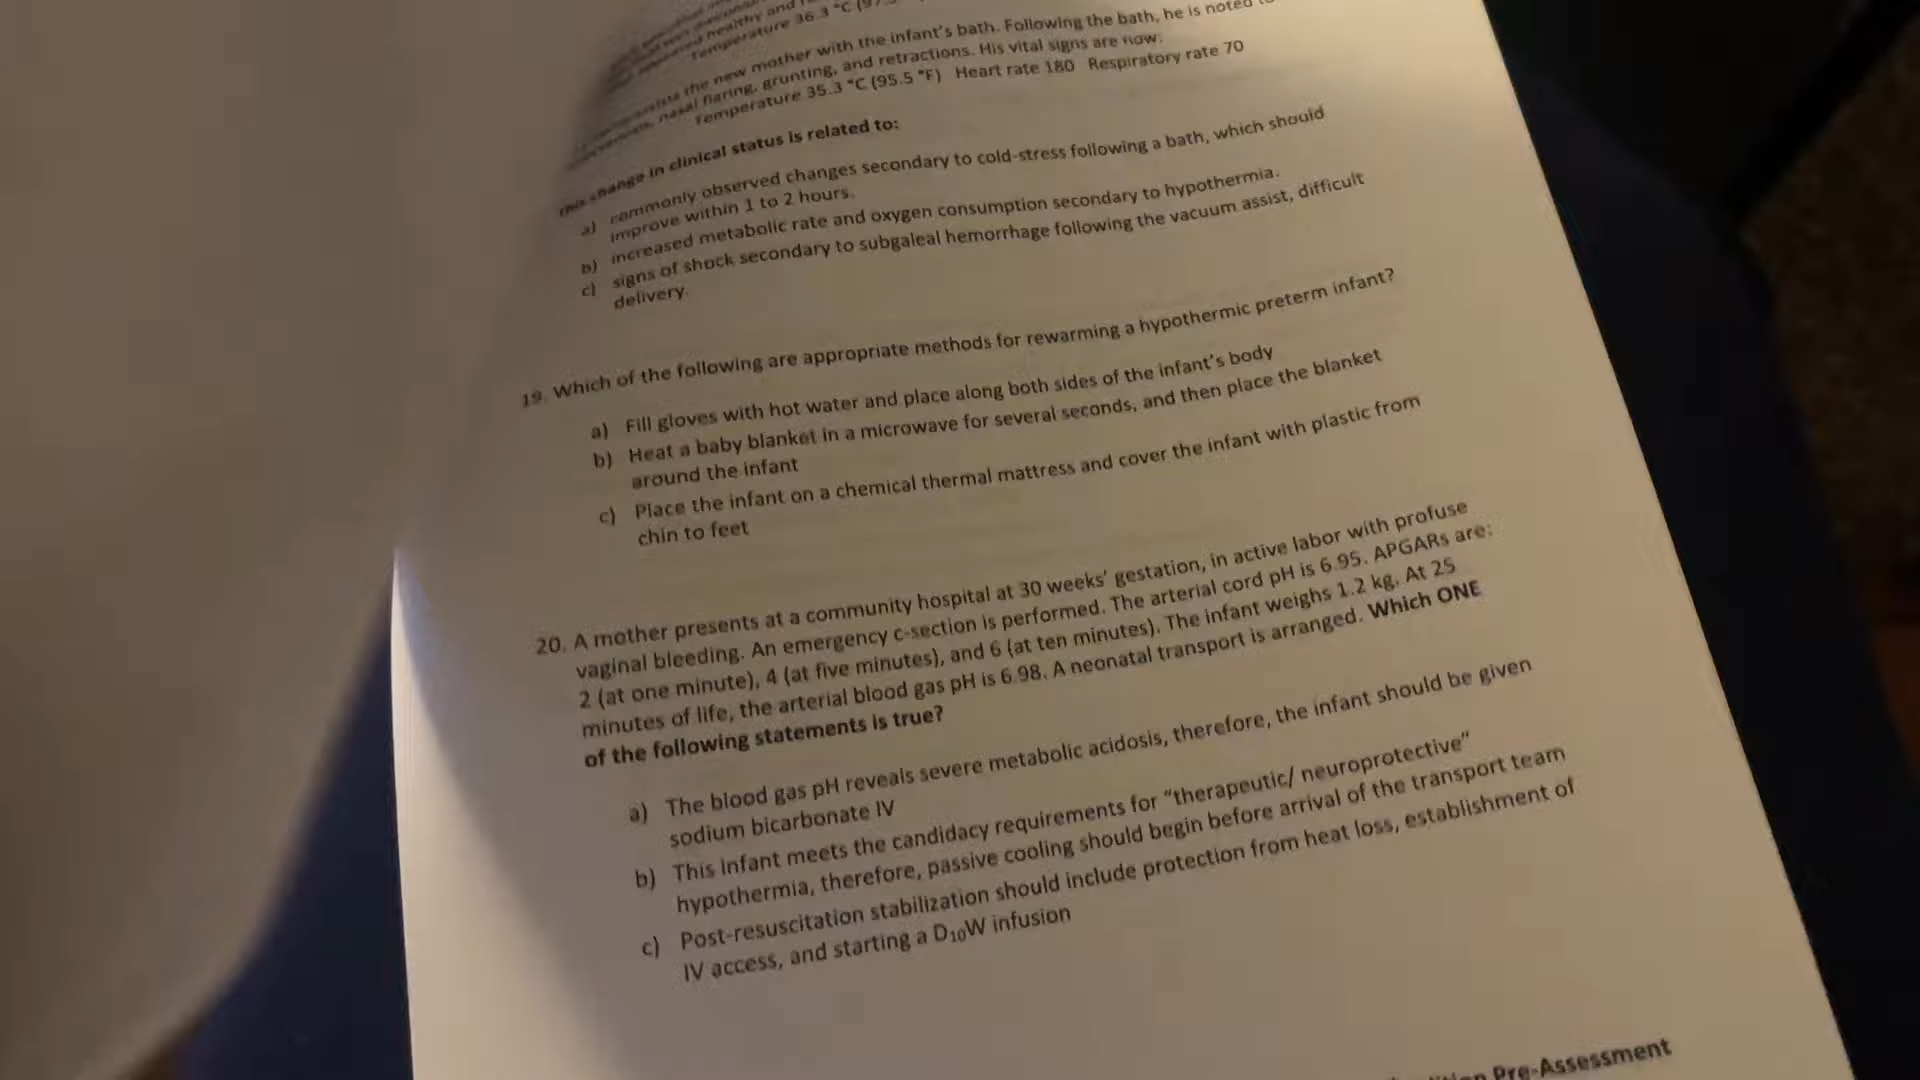 healthy and
Temperature 36.3 °C
the new mother with the infant's bath. Following the bath, he is noted
nasal flaring, grunting, and retractions. His vital signs are now:
Temperature 35.3 °C (95.5 °F) Heart rate 180 Respiratory rate 70
This change in clinical status is related to:
a) commonly observed changes secondary to cold-stress following a bath, which should
improve within 1 to 2 hours.
b) increased metabolic rate and oxygen consumption secondary to hypothermia.
c) signs of shock secondary to subgaleal hemorrhage following the vacuum assist, difficult
delivery.
19. Which of the following are appropriate methods for rewarming a hypothermic preterm infant?
a) Fill gloves with hot water and place along both sides of the infant's body
b) Heat a baby blanket in a microwave for several seconds, and then place the blanket
around the infant
c) Place the infant on a chemical thermal mattress and cover the infant with plastic from
chin to feet
20. A mother presents at a community hospital at 30 weeks' gestation, in active labor with profuse
vaginal bleeding. An emergency c-section is performed. The arterial cord pH is 6.95. APGARs are:
2 (at one minute), 4 (at five minutes), and 6 (at ten minutes). The infant weighs 1.2 kg. At 25
minutes of life, the arterial blood gas pH is 6.98. A neonatal transport is arranged. Which ONE
of the following statements is true?
a) The blood gas pH reveals severe metabolic acidosis, therefore, the infant should be given
sodium bicarbonate IV
b) This infant meets the candidacy requirements for "therapeutic/ neuroprotective"
hypothermia, therefore, passive cooling should begin before arrival of the transport team
c) Post-resuscitation stabilization should include protection from heat loss, establishment of
IV access, and starting a D10W infusion
Pre-Assessment